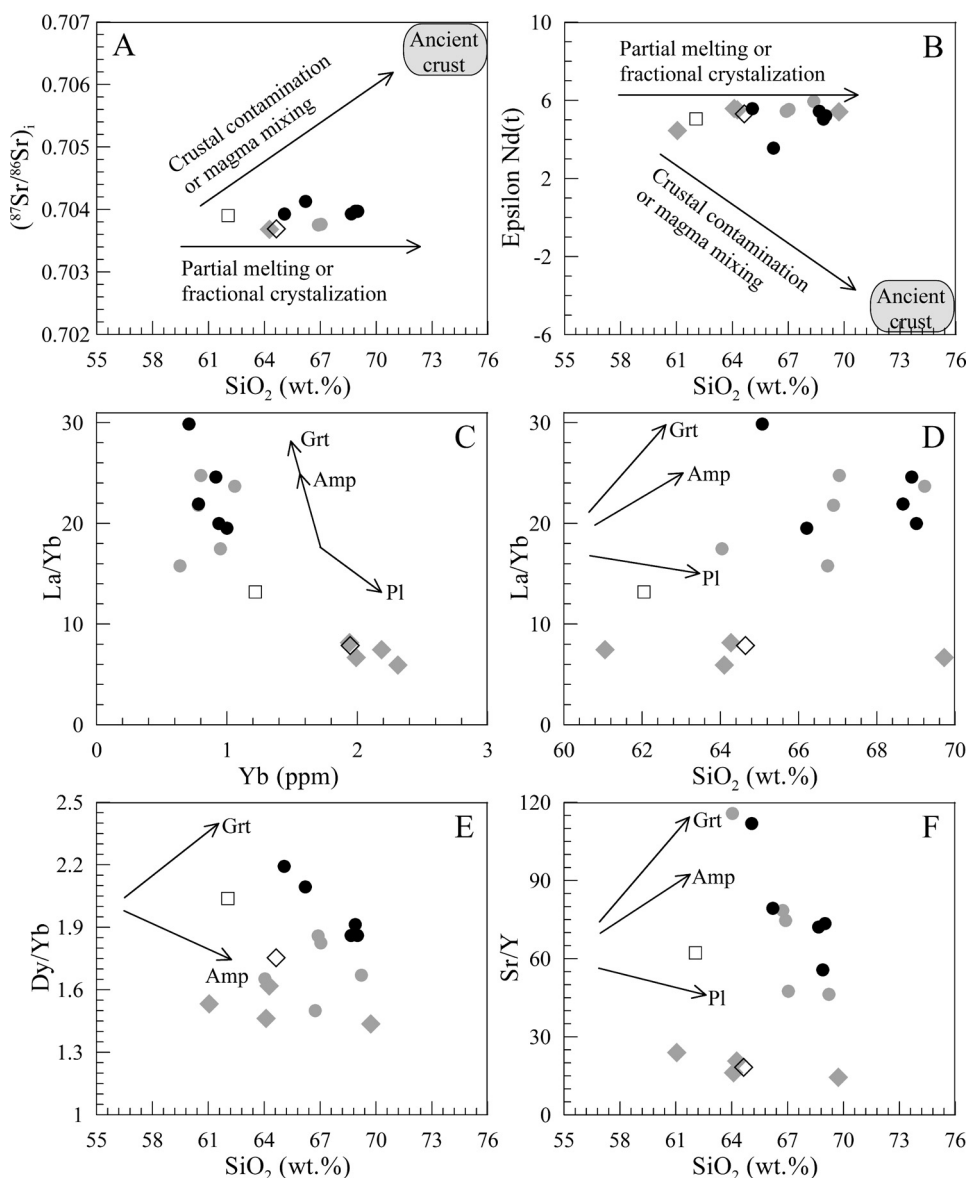 A
0.707
0.706
0.705
0.704
0.703
0.702
(⁸⁷Sr/⁸⁶Sr)ᵢ
Ancient
crust
Crustal contamination
or magma mixing
Partial melting or
fractional crystalization
55 58 61 64 67 70 73 76
SiO₂ (wt.%)
B
10
6
2
-2
-6
Epsilon Nd(t)
Partial melting or
fractional crystalization
Crustal contamination
or magma mixing
Ancient
crust
55 58 61 64 67 70 73 76
SiO₂ (wt.%)
C
30
20
10
0
La/Yb
Grt
Amp
Pl
0 1 2 3
Yb (ppm)
D
30
20
10
0
La/Yb
Grt
Amp
Pl
60 62 64 66 68 70
SiO₂ (wt.%)
E
2.5
2.2
1.9
1.6
1.3
1
Dy/Yb
Grt
Amp
55 58 61 64 67 70 73 76
SiO₂ (wt.%)
F
120
90
60
30
0
Sr/Y
Grt
Amp
Pl
55 58 61 64 67 70 73 76
SiO₂ (wt.%)